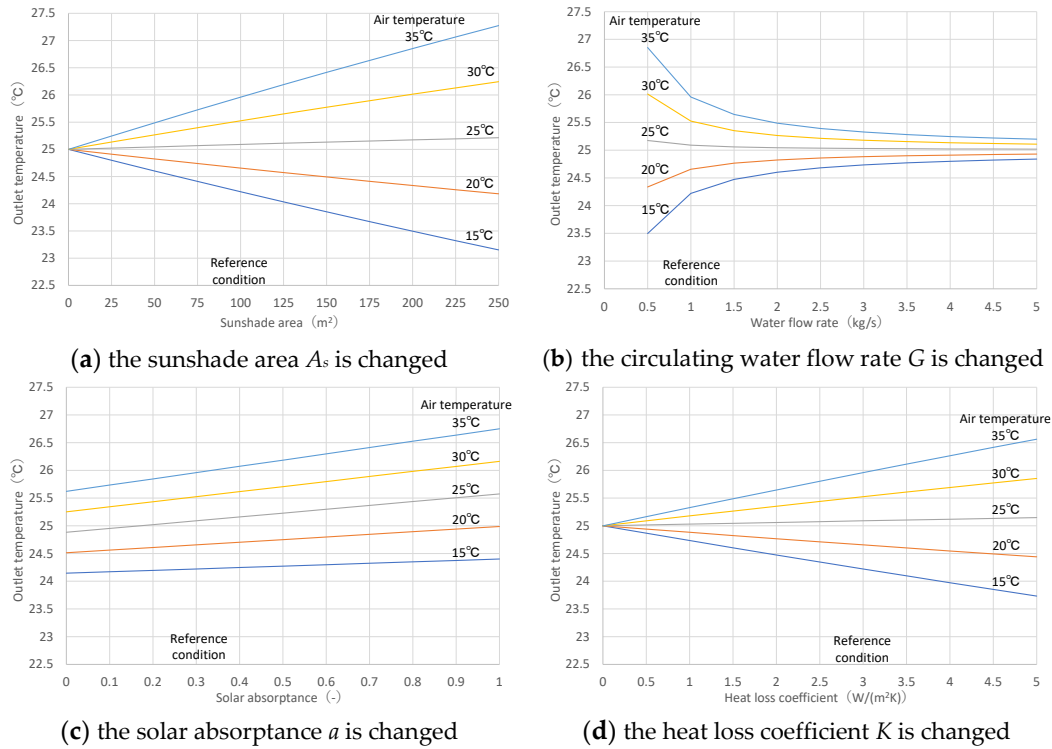 27.5
27
26.5
26
25.5
25
24.5
24
23.5
23
22.5
Outlet temperature (℃)
Air temperature
35℃
30℃
25℃
20℃
15℃
Reference
condition
0 25 50 75 100 125 150 175 200 225 250
Sunshade area (m²)
(a) the sunshade area Aₛ is changed
27.5
27
26.5
26
25.5
25
24.5
24
23.5
23
22.5
Outlet temperature (℃)
Air temperature
35℃
30℃
25℃
20℃
15℃
Reference
condition
0 0.5 1 1.5 2 2.5 3 3.5 4 4.5 5
Water flow rate (kg/s)
(b) the circulating water flow rate G is changed
27.5
27
26.5
26
25.5
25
24.5
24
23.5
23
22.5
Outlet temperature (℃)
Air temperature
35℃
30℃
25℃
20℃
15℃
Reference
condition
0 0.1 0.2 0.3 0.4 0.5 0.6 0.7 0.8 0.9 1
Solar absorptance (-)
(c) the solar absorptance a is changed
27.5
27
26.5
26
25.5
25
24.5
24
23.5
23
22.5
Outlet temperature (℃)
Air temperature
35℃
30℃
25℃
20℃
15℃
Reference
condition
0 0.5 1 1.5 2 2.5 3 3.5 4 4.5 5
Heat loss coefficient (W/(m²K)
(d) the heat loss coefficient K is changed